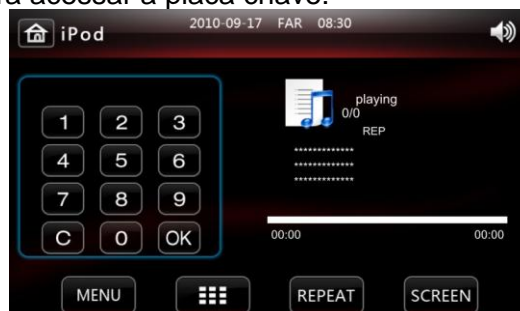 ra acessar a placa chave.
iPod 2010-09-17 FAR 08:30
playing
0/0
REP
*************
*************
*************
1 2 3
4 5 6
7 8 9
C 0 OK
00:00 00:00
MENU REPEAT SCREEN